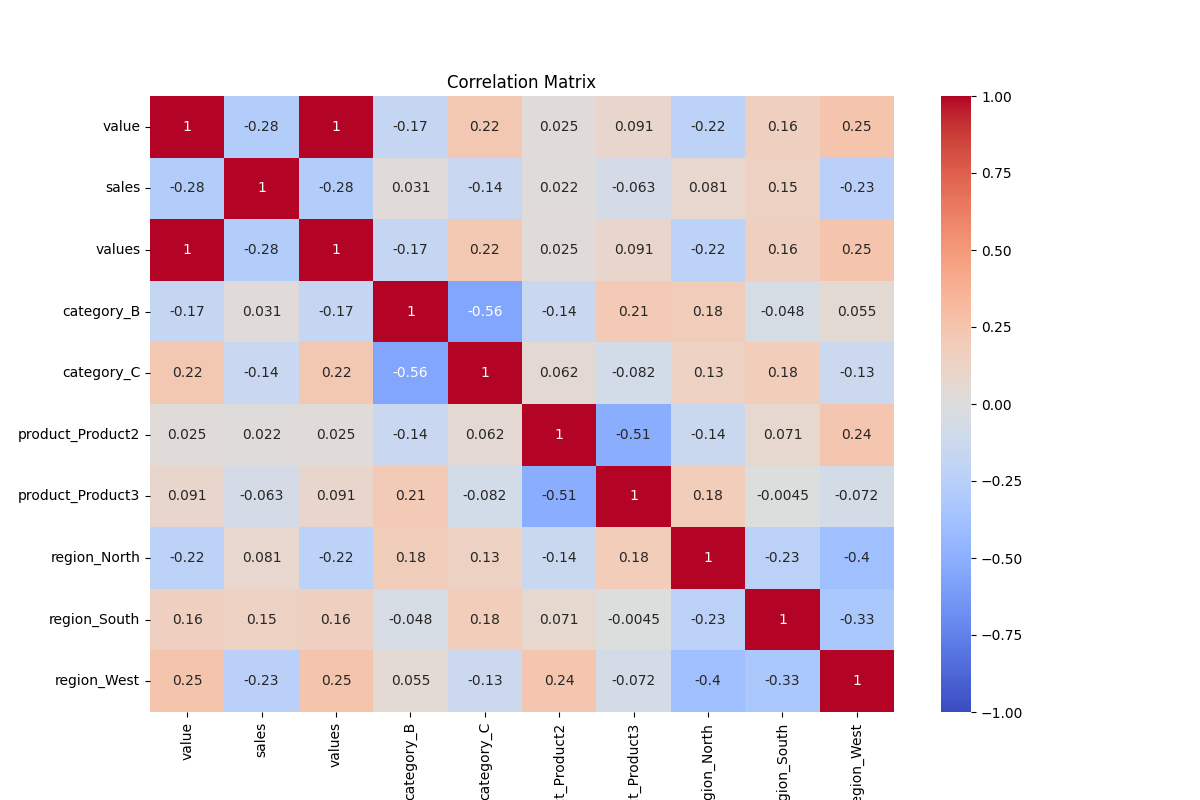 Correlation Matrix
value 1 -0.28 1 -0.17 0.22 0.025 0.091 -0.22 0.16 0.25
sales -0.28 1 -0.28 0.031 -0.14 0.022 -0.063 0.081 0.15 -0.23
values 1 -0.28 1 -0.17 0.22 0.025 0.091 -0.22 0.16 0.25
category_B -0.17 0.031 -0.17 1 -0.56 -0.14 0.21 0.18 -0.048 0.055
category_C 0.22 -0.14 0.22 -0.56 1 0.062 -0.082 0.13 0.18 -0.13
product_Product2 0.025 0.022 0.025 -0.14 0.062 1 -0.51 -0.14 0.071 0.24
product_Product3 0.091 -0.063 0.091 0.21 -0.082 -0.51 1 0.18 -0.0045 -0.072
region_North -0.22 0.081 -0.22 0.18 0.13 -0.14 0.18 1 -0.23 -0.4
region_South 0.16 0.15 0.16 -0.048 0.18 0.071 -0.0045 -0.23 1 -0.33
region_West 0.25 -0.23 0.25 0.055 -0.13 0.24 -0.072 -0.4 -0.33 1
value
sales
values
category_B
category_C
t_Product2
t_Product3
gion_North
gion_South
egion_West
1.00
0.75
0.50
0.25
0.00
−0.25
−0.50
−0.75
−1.00